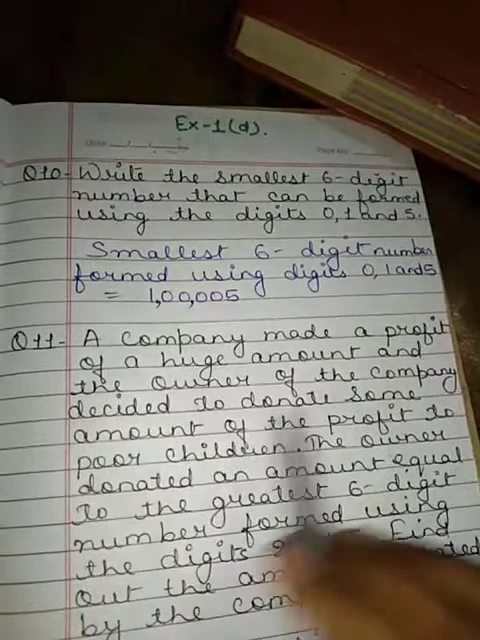 Ex-1(d).
Date
Page No.
Q10- Write the smallest 6-digit
number that can be formed
using the digits 0, 1 and 5.
Smallest 6- digit number
formed using digits 0, 1 and 5
= 1,00,005
Q11- A company made a profit
of a huge amount and
the owner of the company
decided to donate some
amount of the profit to
poor children. The owner
donated an amount equal
to the greatest 6-digit
number formed using
the digits Find
out the
by the